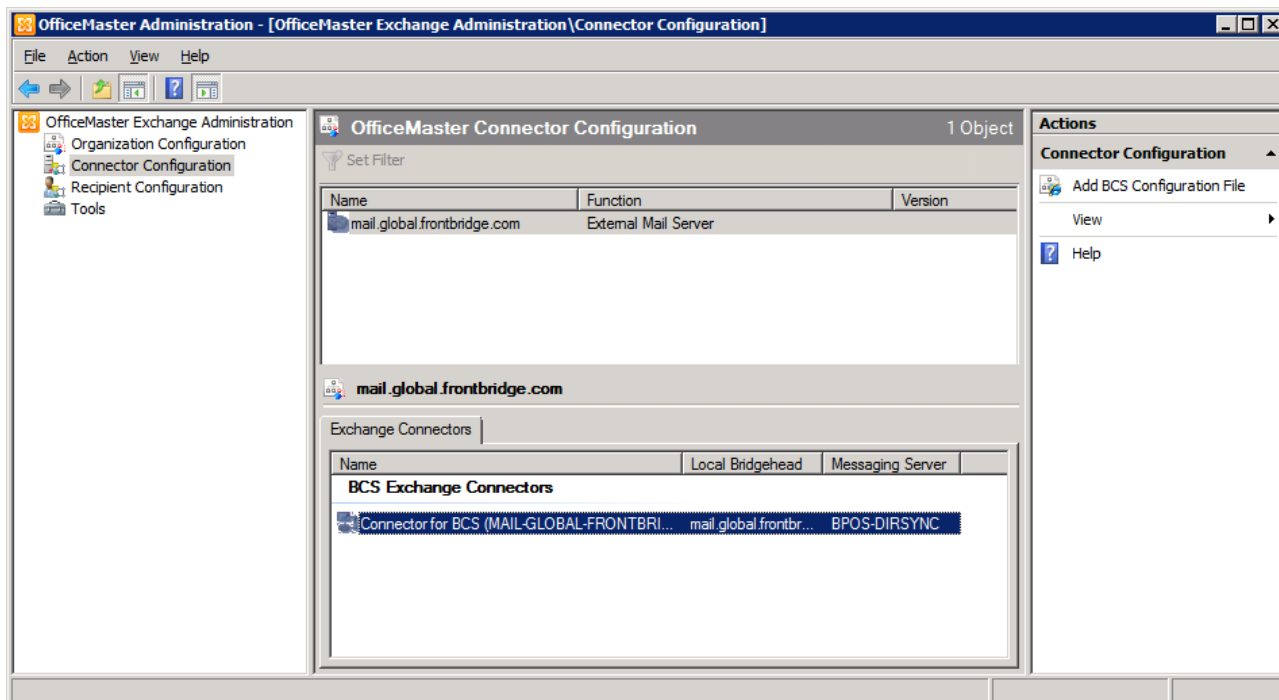 OfficeMaster Administration - [OfficeMaster Exchange Administration\Connector Configuration]
File Action View Help
OfficeMaster Exchange Administration
Organization Configuration
Connector Configuration
Recipient Configuration
Tools
OfficeMaster Connector Configuration 1 Object
Set Filter
Name Function Version
mail.global.frontbridge.com External Mail Server
mail.global.frontbridge.com
Exchange Connectors
Name Local Bridgehead Messaging Server
BCS Exchange Connectors
Connector for BCS (MAIL-GLOBAL-FRONTBRI... mail.global.frontbr... BPOS-DIRSYNC
Actions
Connector Configuration
Add BCS Configuration File
View
Help